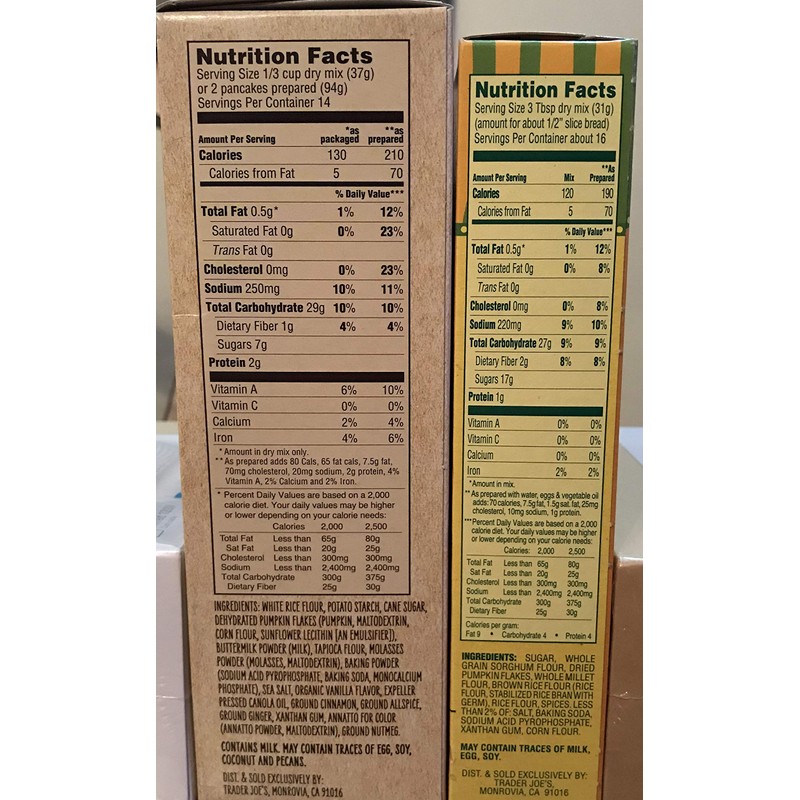 Nutrition Facts
Serving Size 1/3 cup dry mix (37g)
or 2 pancakes prepared (94g)
Servings Per Container 14
Amount Per Serving *as packaged **as prepared
Calories 130 210
Calories from Fat 5 70
% Daily Value***
Total Fat 0.5g* 1% 12%
Saturated Fat 0g 0% 23%
Trans Fat 0g
Cholesterol 0mg 0% 23%
Sodium 250mg 10% 11%
Total Carbohydrate 29g 10% 10%
Dietary Fiber 1g 4% 4%
Sugars 7g
Protein 2g
Vitamin A 6% 10%
Vitamin C 0% 0%
Calcium 2% 4%
Iron 4% 6%
*Amount in dry mix only.
**As prepared adds 80 Cals, 65 fat cals, 7.5g fat,
70mg cholesterol, 20mg sodium, 2g protein, 4%
Vitamin A, 2% Calcium and 2% Iron.
* Percent Daily Values are based on a 2,000
calorie diet. Your daily values may be higher
or lower depending on your calorie needs:
Calories 2,000 2,500
Total Fat Less than 65g 80g
Sat Fat Less than 20g 25g
Cholesterol Less than 300mg 300mg
Sodium Less than 2,400mg 2,400mg
Total Carbohydrate 300g 375g
Dietary Fiber 25g 30g
INGREDIENTS: WHITE RICE FLOUR, POTATO STARCH, CANE SUGAR,
DEHYDRATED PUMPKIN FLAKES (PUMPKIN, MALTODEXTRIN,
CORN FLOUR, SUNFLOWER LECITHIN [AN EMULSIFIER]),
BUTTERMILK POWDER (MILK), TAPIOCA FLOUR, MOLASSES
POWDER (MOLASSES, MALTODEXTRIN), BAKING POWDER
(SODIUM ACID PYROPHOSPHATE, BAKING SODA, MONOCALCIUM
PHOSPHATE), SEA SALT, ORGANIC VANILLA FLAVOR, EXPELLER
PRESSED CANOLA OIL, GROUND CINNAMON, GROUND ALLSPICE,
GROUND GINGER, XANTHAN GUM, ANNATTO FOR COLOR
(ANNATTO POWDER, MALTODEXTRIN), GROUND NUTMEG.
CONTAINS MILK. MAY CONTAIN TRACES OF EGG, SOY,
COCONUT AND PECANS.
DIST. & SOLD EXCLUSIVELY BY:
TRADER JOE'S, MONROVIA, CA 91016
Nutrition Facts
Serving Size 3 Tbsp dry mix (31g)
(amount for about 1/2" slice bread)
Servings Per Container about 16
Amount Per Serving Mix **As Prepared
Calories 120 190
Calories from Fat 5 70
% Daily Value***
Total Fat 0.5g* 1% 12%
Saturated Fat 0g 0% 8%
Trans Fat 0g
Cholesterol 0mg 0% 8%
Sodium 220mg 9% 10%
Total Carbohydrate 27g 9% 9%
Dietary Fiber 2g 8% 8%
Sugars 17g
Protein 1g
Vitamin A 0% 0%
Vitamin C 0% 0%
Calcium 0% 0%
Iron 2% 2%
*Amount in mix.
**As prepared with water, eggs & vegetable oil
adds: 70 calories, 7.5g fat, 1.5g sat. fat, 25mg
cholesterol, 10mg sodium, 1g protein.
***Percent Daily Values are based on a 2,000
calorie diet. Your daily values may be higher
or lower depending on your calorie needs:
Calories: 2,000 2,500
Total Fat Less than 65g 80g
Sat Fat Less than 20g 25g
Cholesterol Less than 300mg 300mg
Sodium Less than 2,400mg 2,400mg
Total Carbohydrate 300g 375g
Dietary Fiber 25g 30g
Calories per gram:
Fat 9 • Carbohydrate 4 • Protein 4
INGREDIENTS: SUGAR, WHOLE
GRAIN SORGHUM FLOUR, DRIED
PUMPKIN FLAKES, WHOLE MILLET
FLOUR, BROWN RICE FLOUR (RICE
FLOUR, STABILIZED RICE BRAN WITH
GERM), RICE FLOUR, SPICES, LESS
THAN 2% OF: SALT, BAKING SODA,
SODIUM ACID PYROPHOSPHATE,
XANTHAN GUM, CORN FLOUR.
MAY CONTAIN TRACES OF MILK,
EGG, SOY.
DIST. & SOLD EXCLUSIVELY BY:
TRADER JOE'S,
MONROVIA, CA 91016